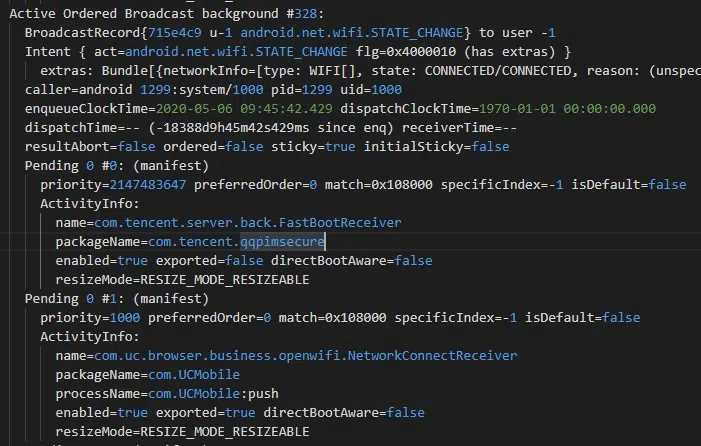 Active Ordered Broadcast background #328:
BroadcastRecord{715e4c9 u-1 android.net.wifi.STATE_CHANGE} to user -1
Intent { act=android.net.wifi.STATE_CHANGE flg=0x4000010 (has extras) }
extras: Bundle[{networkInfo=[type: WIFI[], state: CONNECTED/CONNECTED, reason: (unspec
caller=android 1299:system/1000 pid=1299 uid=1000
enqueueClockTime=2020-05-06 09:45:42.429 dispatchClockTime=1970-01-01 00:00:00.000
dispatchTime=-- (-18388d9h45m42s429ms since enq) receiverTime=--
resultAbort=false ordered=false sticky=true initialSticky=false
Pending 0 #0: (manifest)
priority=2147483647 preferredOrder=0 match=0x108000 specificIndex=-1 isDefault=false
ActivityInfo:
name=com.tencent.server.back.FastBootReceiver
packageName=com.tencent.qqpimsecure
enabled=true exported=false directBootAware=false
resizeMode=RESIZE_MODE_RESIZEABLE
Pending 0 #1: (manifest)
priority=1000 preferredOrder=0 match=0x108000 specificIndex=-1 isDefault=false
ActivityInfo:
name=com.uc.browser.business.openwifi.NetworkConnectReceiver
packageName=com.UCMobile
processName=com.UCMobile:push
enabled=true exported=true directBootAware=false
resizeMode=RESIZE_MODE_RESIZEABLE